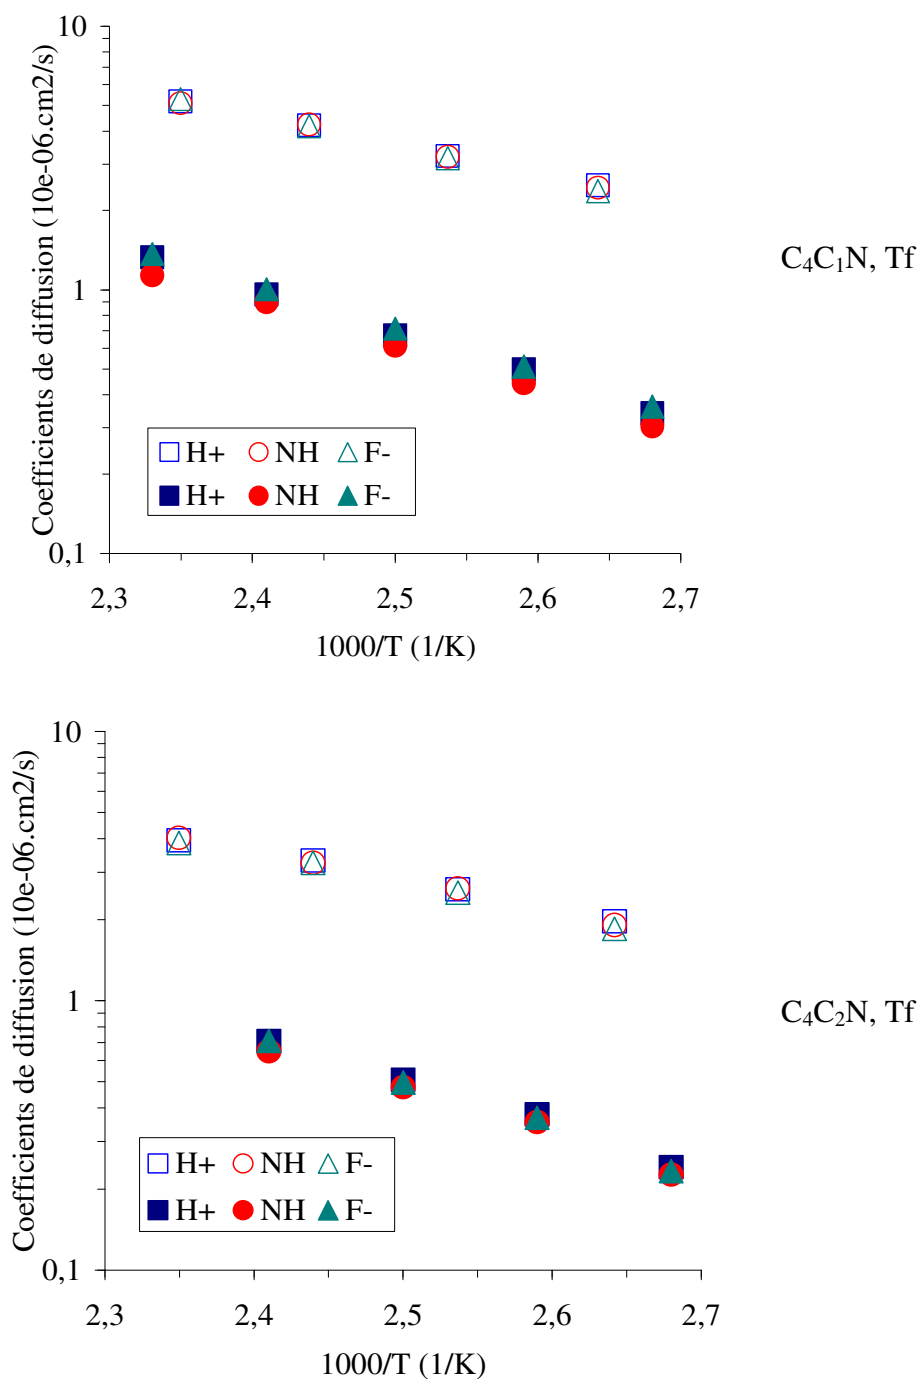 Coefficients de diffusion (10e-06.cm2/s)
10
1
0,1
H+ NH F-
H+ NH F-
2,3 2,4 2,5 2,6 2,7
1000/T (1/K)
C₄C₁N, Tf
Coefficients de diffusion (10e-06.cm2/s)
10
1
0,1
H+ NH F-
H+ NH F-
2,3 2,4 2,5 2,6 2,7
1000/T (1/K)
C₄C₂N, Tf